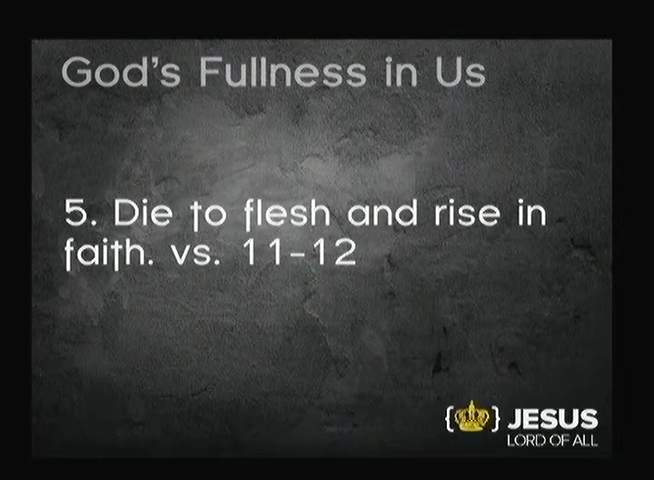 God's Fullness in Us
5. Die to flesh and rise in
faith. vs. 11-12
{ } JESUS
LORD OF ALL